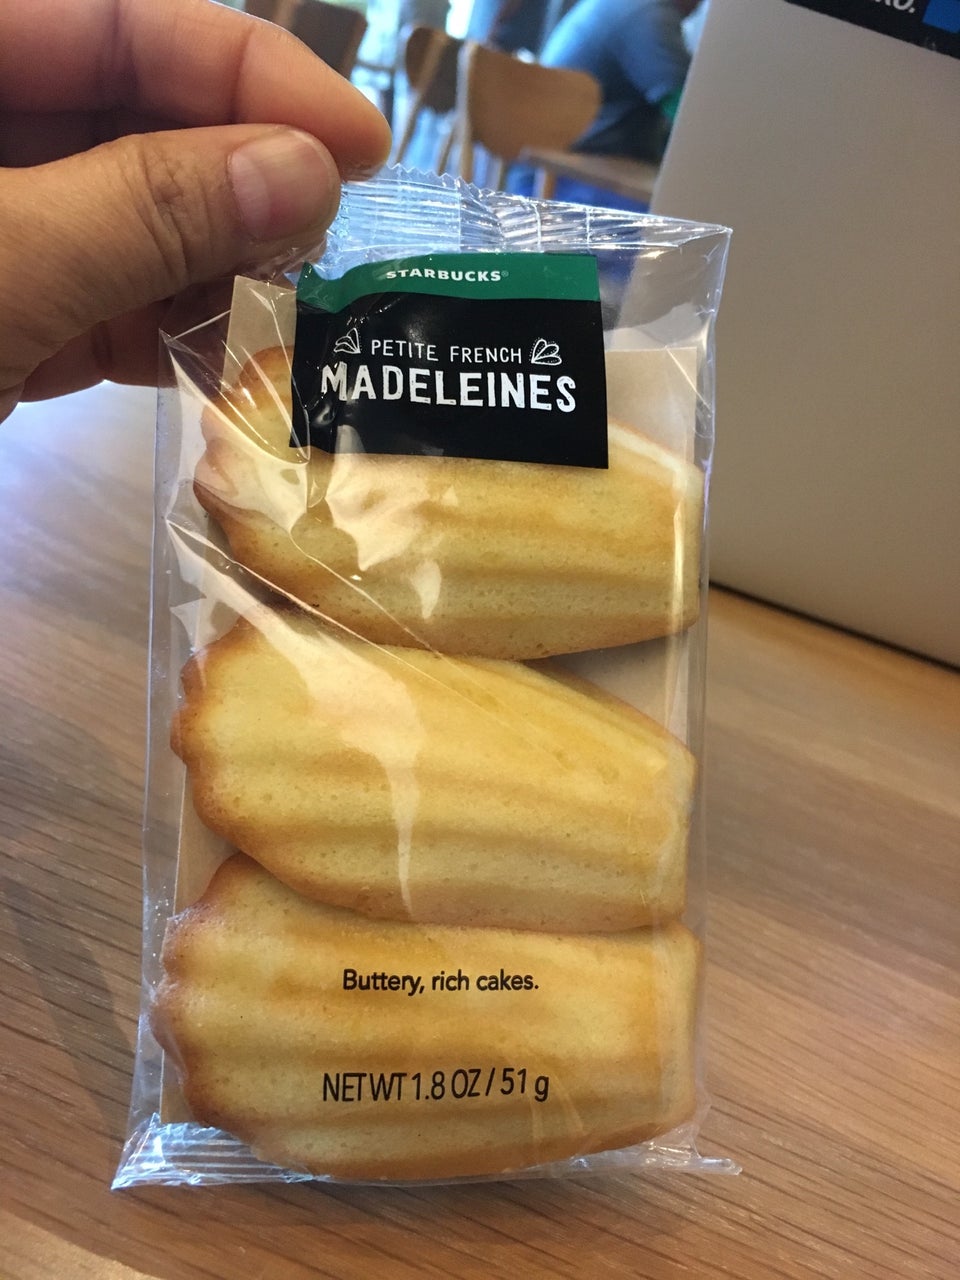 STARBUCKS®
PETITE FRENCH
MADELEINES
Buttery, rich cakes.
NET WT 1.8 OZ / 51 g